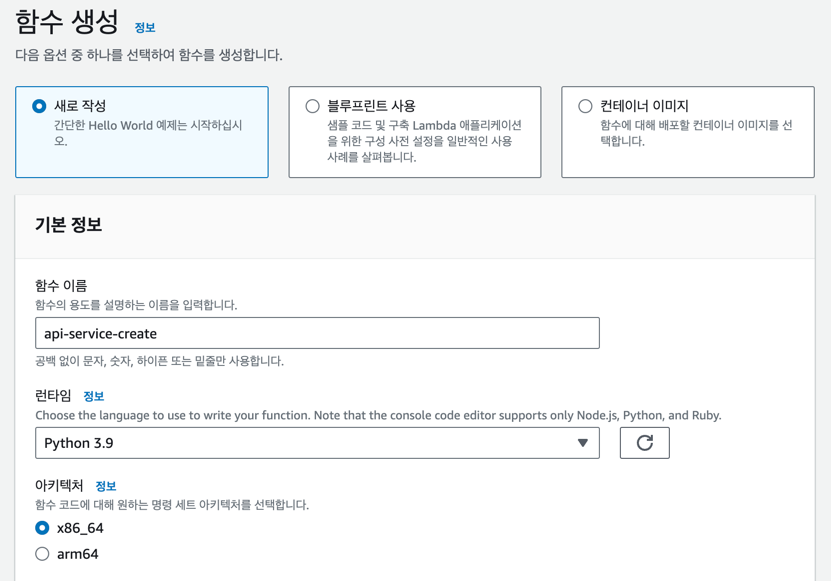 함수 생성 정보
다음 옵션 중 하나를 선택하여 함수를 생성합니다.
새로 작성
간단한 Hello World 예제는 시작하십시
오.
블루프린트 사용
샘플 코드 및 구축 Lambda 애플리케이션
을 위한 구성 사전 설정을 일반적인 사용
사례를 살펴봅니다.
컨테이너 이미지
함수에 대해 배포할 컨테이너 이미지를 선
택합니다.
기본 정보
함수 이름
함수의 용도를 설명하는 이름을 입력합니다.
api-service-create
공백 없이 문자, 숫자, 하이픈 또는 밑줄만 사용합니다.
런타임 정보
Choose the language to use to write your function. Note that the console code editor supports only Node.js, Python, and Ruby.
Python 3.9
아키텍처 정보
함수 코드에 대해 원하는 명령 세트 아키텍처를 선택합니다.
x86_64
arm64